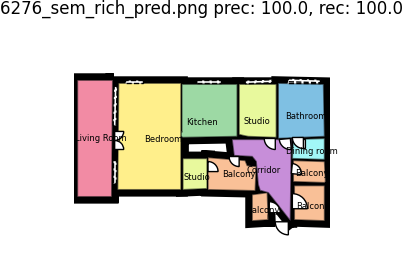 6276_sem_rich_pred.png prec: 100.0, rec: 100.0
Kitchen
Studio
Bathroom
Living Room
Bedroom
Dining room
Studio
Balcony
Corridor
Balcony
Balcony
Balcony